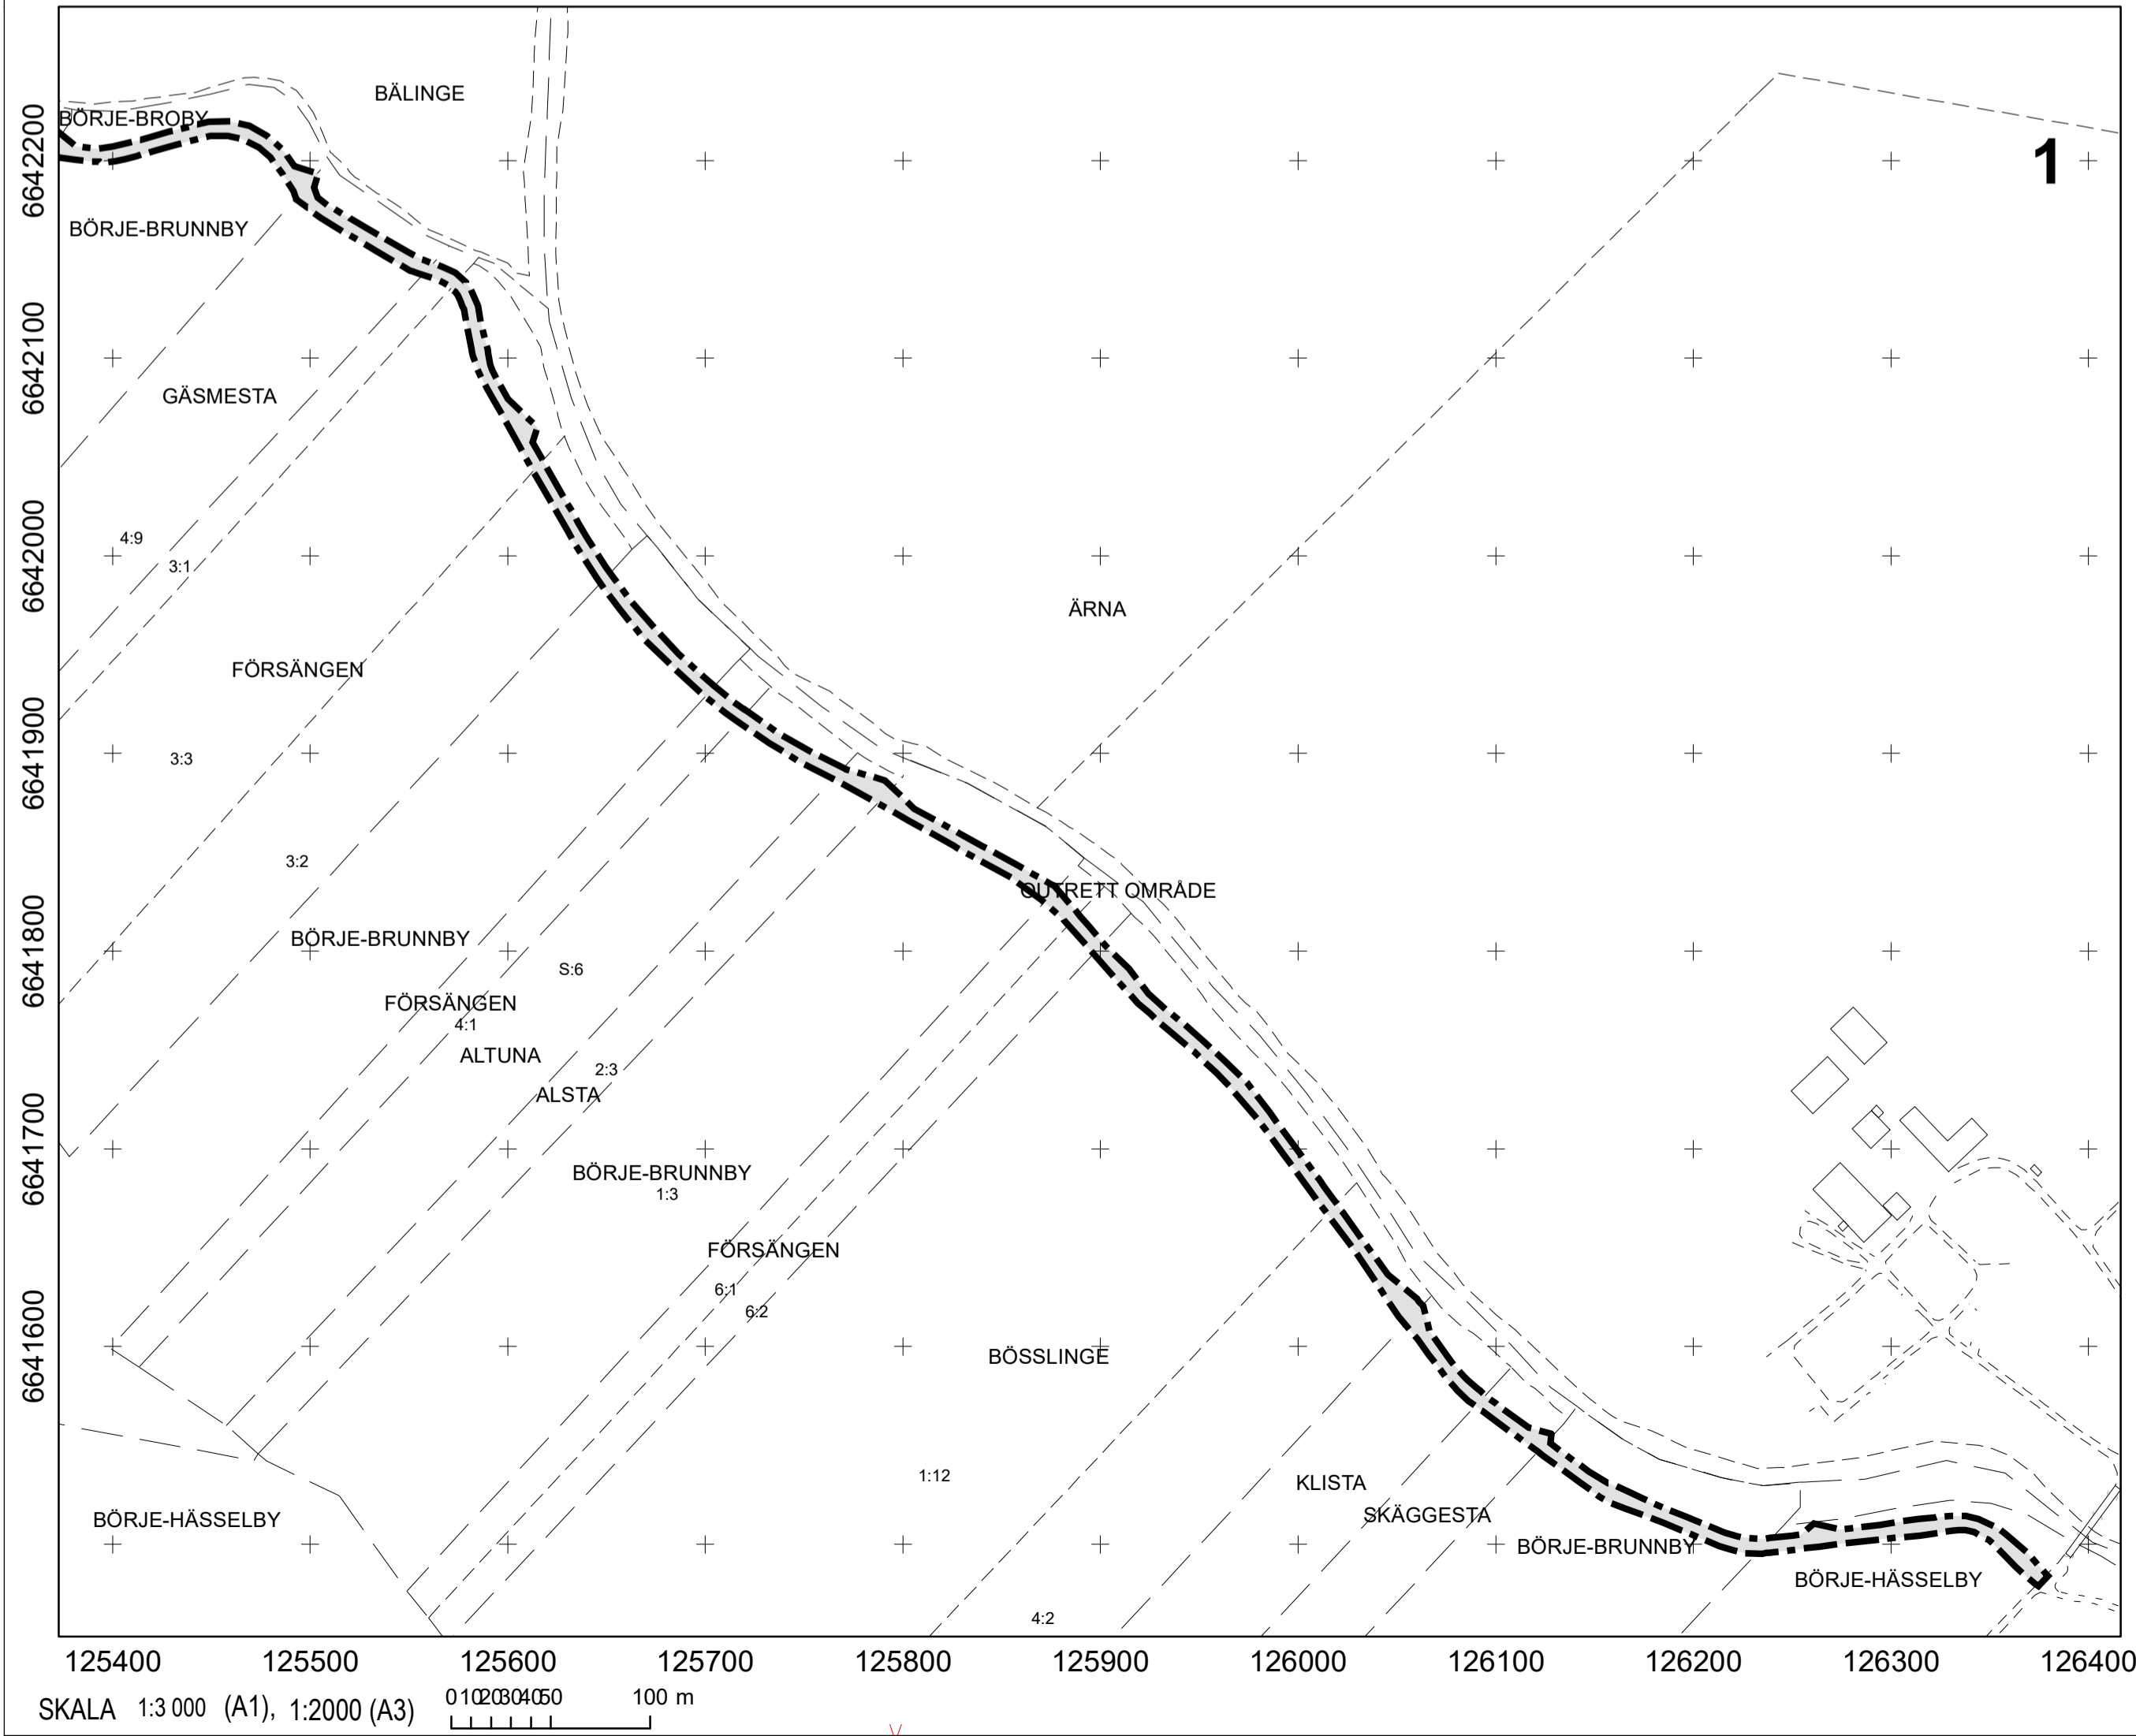 BÄLINGE
BÖRJE-BROBY
6642200
1
BÖRJE-BRUNNBY
6642100
GÄSMESTA
6642000
4:9
3:1
ÄRNA
FÖRSÄNGEN
6641900
3:3
3:2
OUTRETT OMRÅDE
6641800
BÖRJE-BRUNNBY
S:6
FÖRSÄNGEN
4:1
ALTUNA
2:3
ALSTA
6641700
BÖRJE-BRUNNBY
1:3
FÖRSÄNGEN
6:1
6:2
6641600
BÖSSLINGE
1:12
KLISTA
SKÄGGESTA
BÖRJE-HÄSSELBY
BÖRJE-BRUNNBY
BÖRJE-HÄSSELBY
4:2
125400 125500 125600 125700 125800 125900 126000 126100 126200 126300 126400
SKALA 1:3 000 (A1), 1:2000 (A3) 0 10 20 30 40 50 100 m